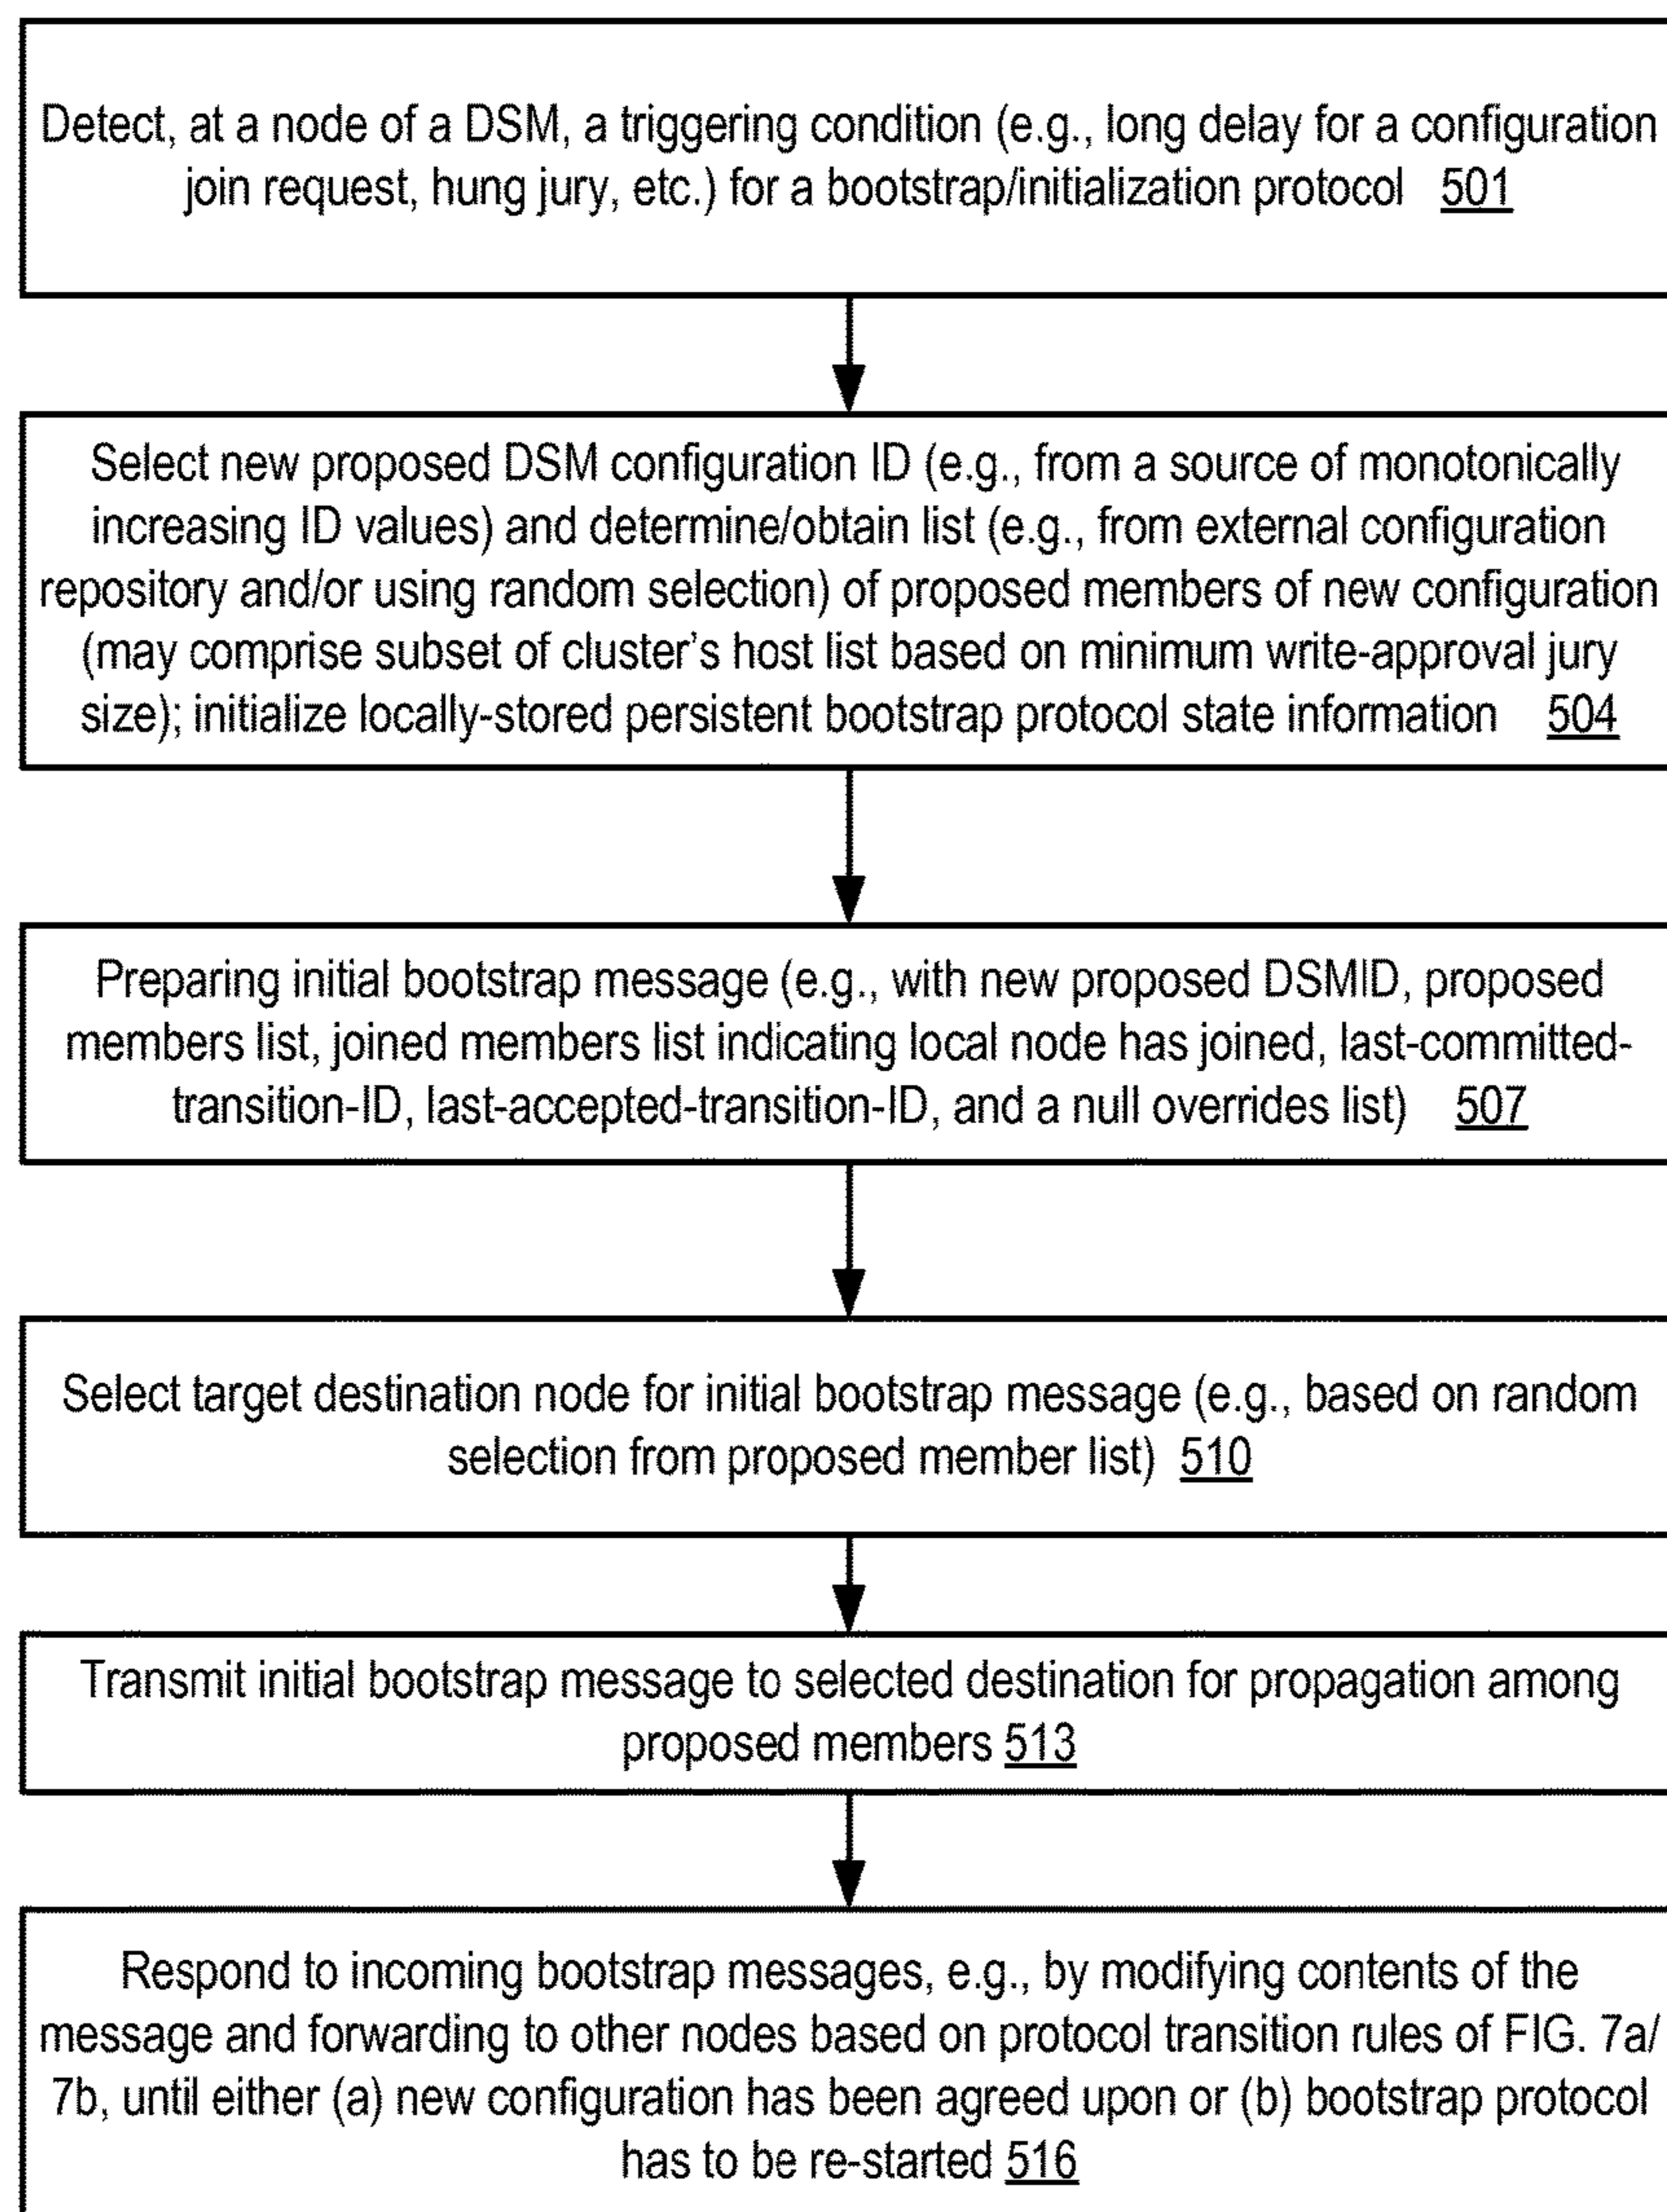 Detect, at a node of a DSM, a triggering condition (e.g., long delay for a configuration
join request, hung jury, etc.) for a bootstrap/initialization protocol 501
Select new proposed DSM configuration ID (e.g., from a source of monotonically
increasing ID values) and determine/obtain list (e.g., from external configuration
repository and/or using random selection) of proposed members of new configuration
(may comprise subset of cluster's host list based on minimum write-approval jury
size); initialize locally-stored persistent bootstrap protocol state information 504
Preparing initial bootstrap message (e.g., with new proposed DSMID, proposed
members list, joined members list indicating local node has joined, last-committed-
transition-ID, last-accepted-transition-ID, and a null overrides list) 507
Select target destination node for initial bootstrap message (e.g., based on random
selection from proposed member list) 510
Transmit initial bootstrap message to selected destination for propagation among
proposed members 513
Respond to incoming bootstrap messages, e.g., by modifying contents of the
message and forwarding to other nodes based on protocol transition rules of FIG. 7a/
7b, until either (a) new configuration has been agreed upon or (b) bootstrap protocol
has to be re-started 516